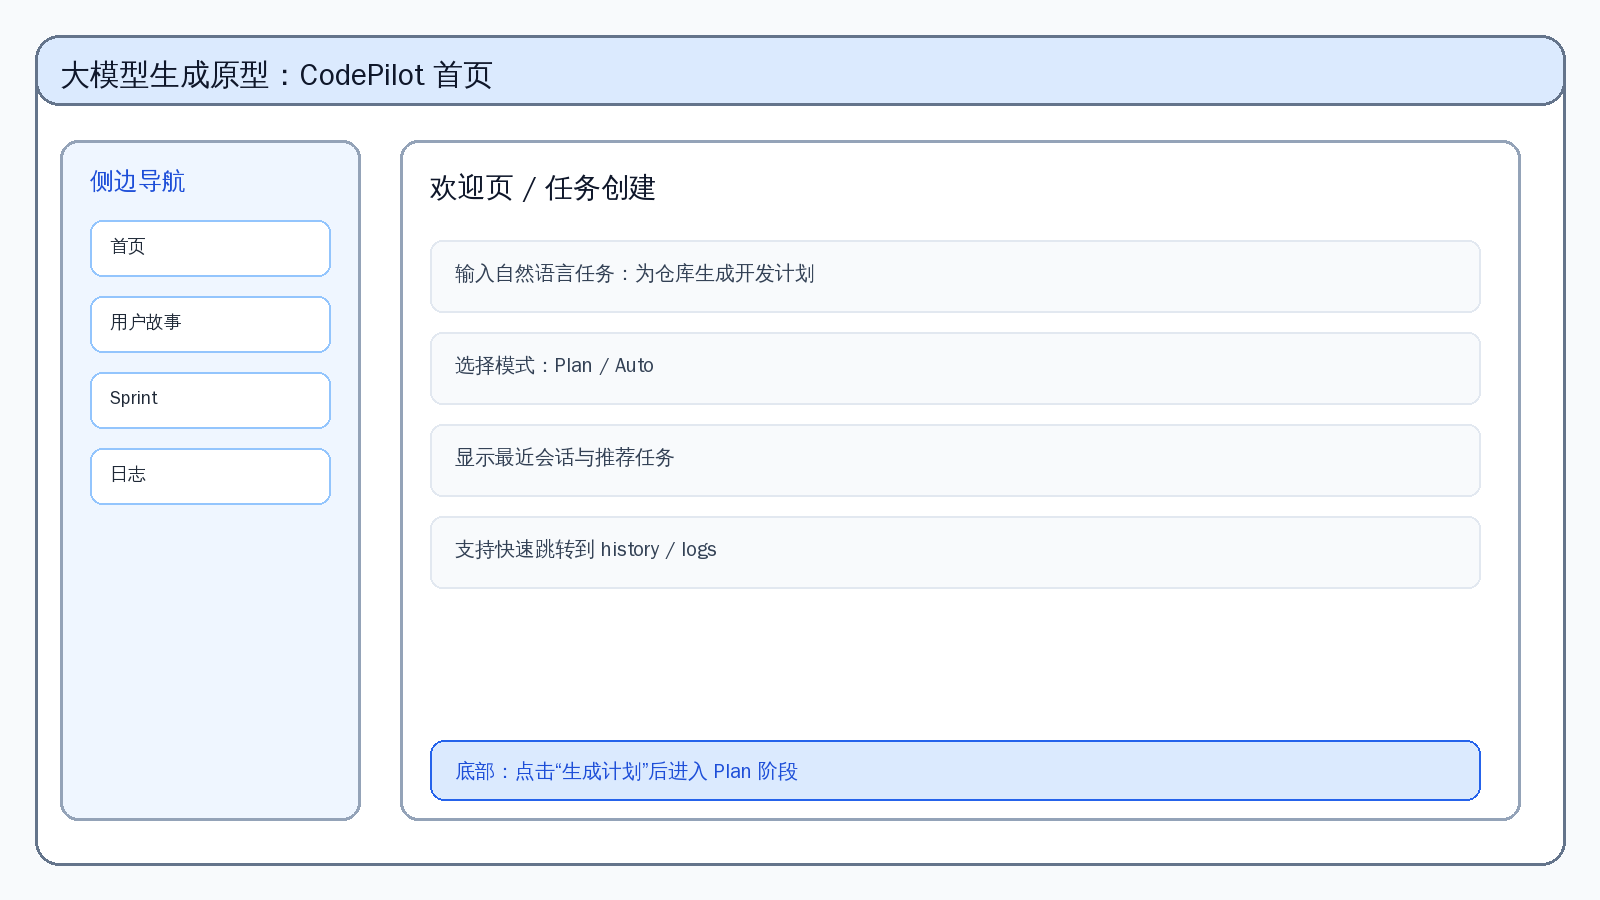 大模型生成原型：CodePilot 首页
侧边导航
首页
用户故事
Sprint
日志
欢迎页 / 任务创建
输入自然语言任务：为仓库生成开发计划
选择模式：Plan / Auto
显示最近会话与推荐任务
支持快速跳转到 history / logs
底部：点击“生成计划”后进入 Plan 阶段